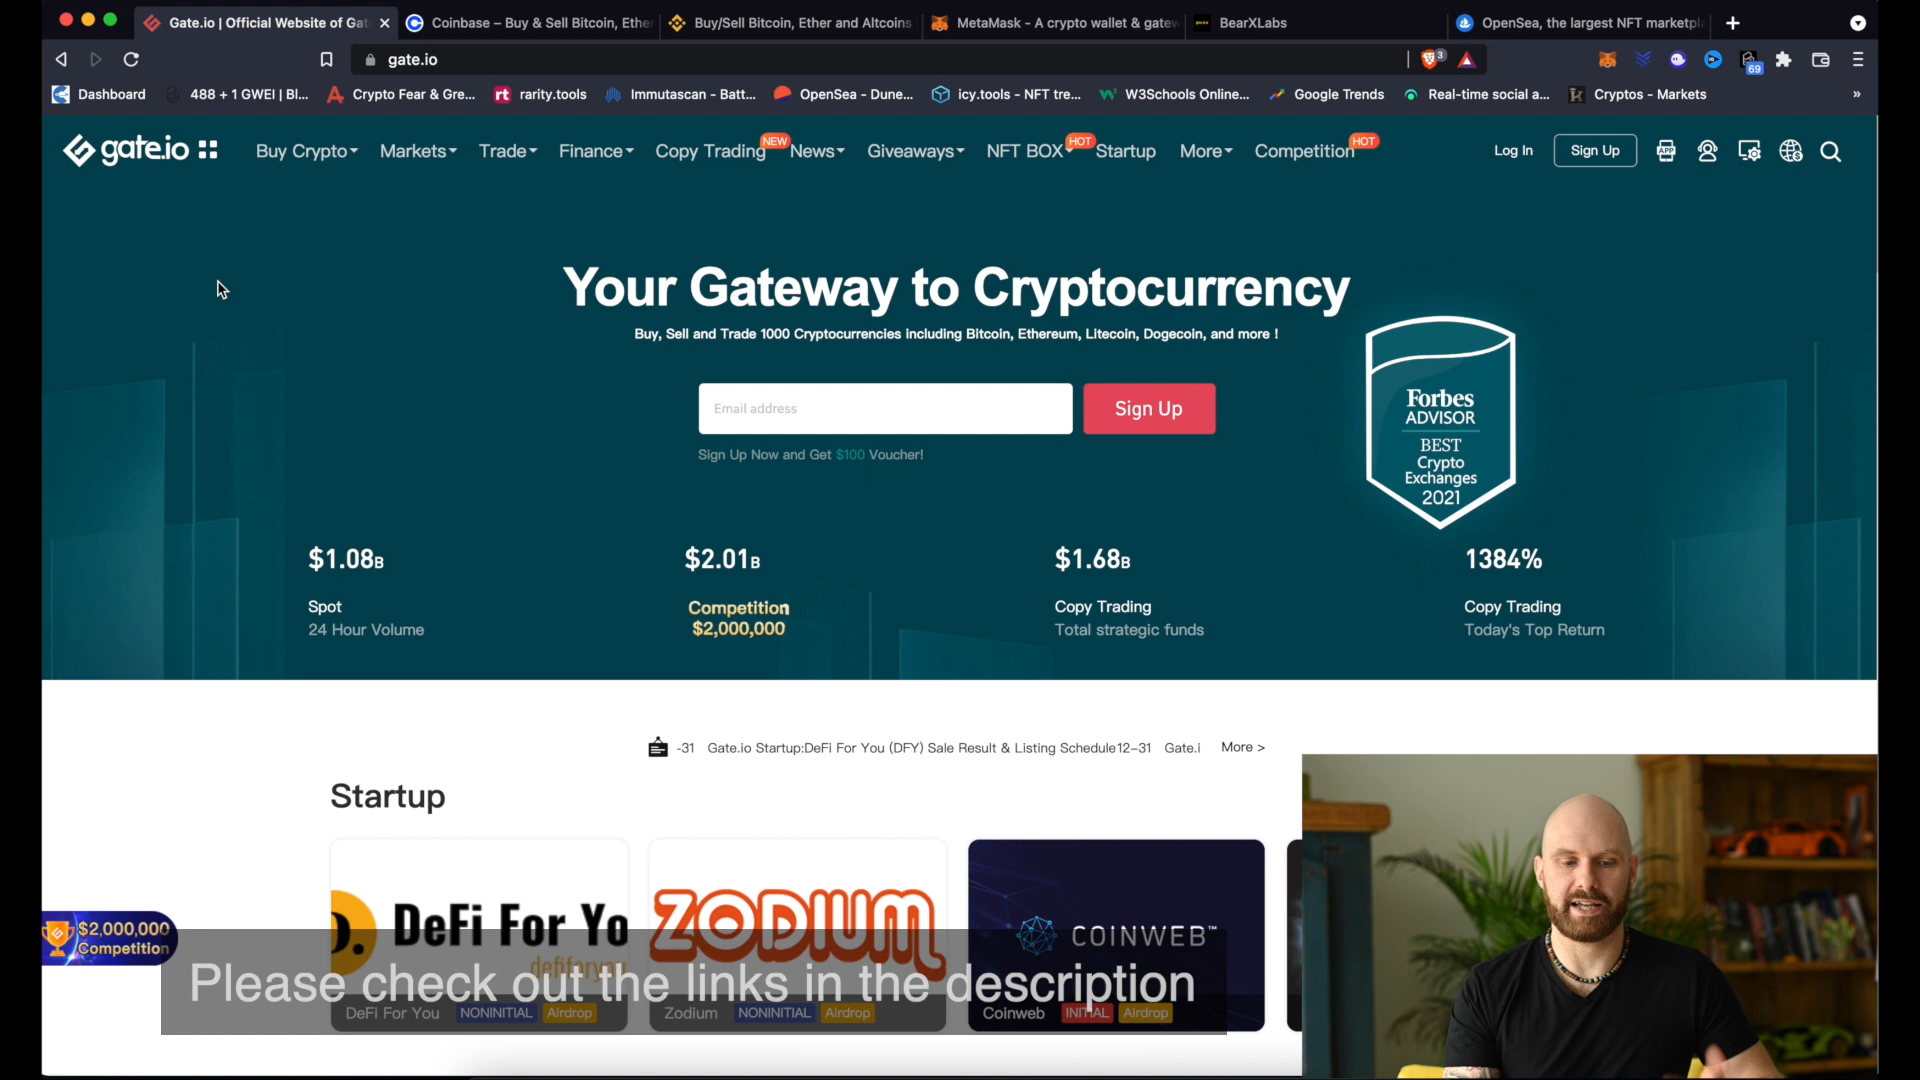 Gate.io | Official Website of Gat
Coinbase – Buy & Sell Bitcoin, Ether
Buy/Sell Bitcoin, Ether and Altcoins
MetaMask - A crypto wallet & gatew
BearXLabs
OpenSea, the largest NFT marketpl
gate.io
3
69
Dashboard
488 + 1 GWEI | Bl...
Crypto Fear & Gre...
rt rarity.tools
Immutascan - Batt...
OpenSea - Dune...
icy.tools - NFT tre...
W3Schools Online...
Google Trends
Real-time social a...
Cryptos - Markets
»
gate.io
Buy Crypto
Markets
Trade
Finance
Copy Trading NEW
News
Giveaways
NFT BOX HOT
Startup
More
Competition HOT
Log In
Sign Up
APP
Your Gateway to Cryptocurrency
Buy, Sell and Trade 1000 Cryptocurrencies including Bitcoin, Ethereum, Litecoin, Dogecoin, and more !
Email address
Sign Up
Sign Up Now and Get $100 Voucher!
Forbes
ADVISOR
BEST
Crypto
Exchanges
2021
$1.08B
Spot
24 Hour Volume
$2.01B
Competition
$2,000,000
$1.68B
Copy Trading
Total strategic funds
1384%
Copy Trading
Today's Top Return
-31 Gate.io Startup:DeFi For You (DFY) Sale Result & Listing Schedule 12-31 Gate.i
More >
Startup
DeFi For Yo
defiforyou
ZODIUM
COINWEB™
$2,000,000
Competition
Please check out the links in the description
DeFi For You NONINITIAL Airdrop
Zodium NONINITIAL Airdrop
Coinweb INITIAL Airdrop